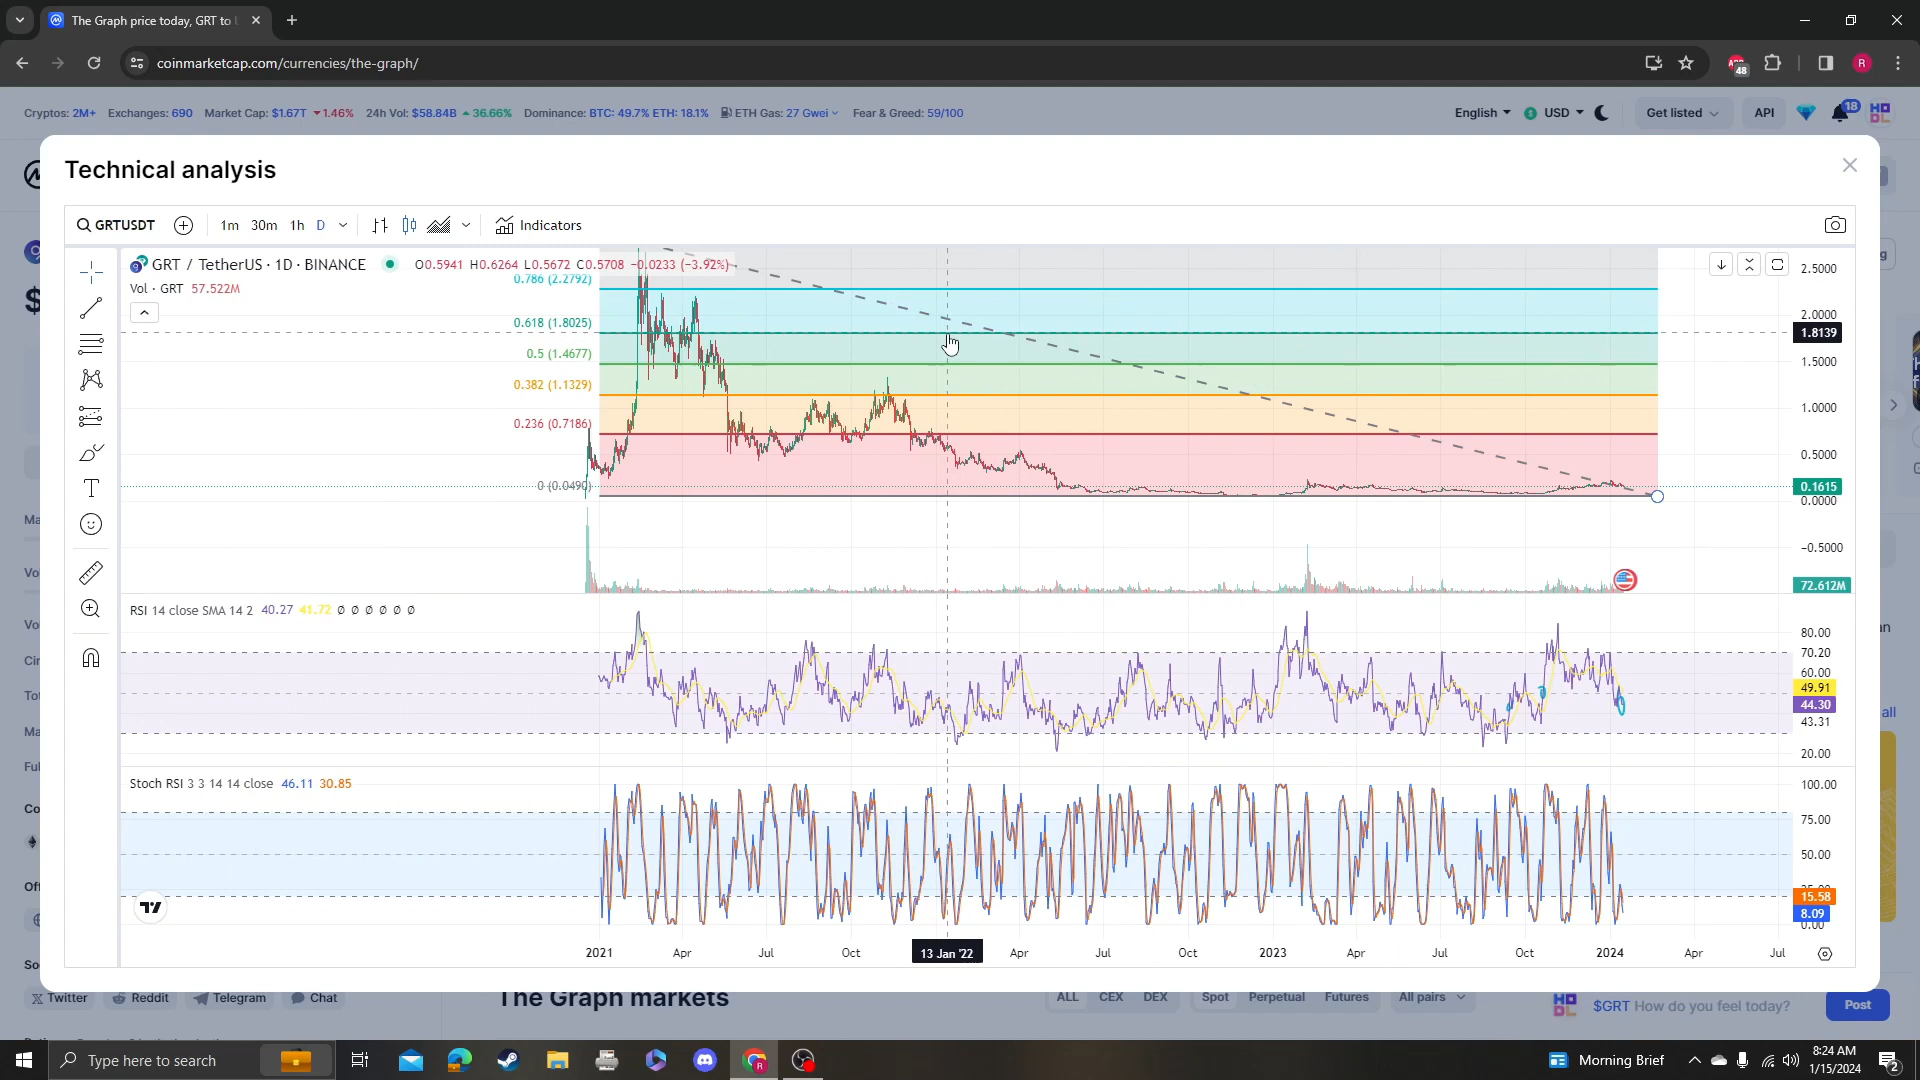 The Graph price today, GRT to
coinmarketcap.com/currencies/the-graph/
48
R
Cryptos: 2M+ Exchanges: 690 Market Cap: $1.67T 1.46% 24h Vol: $58.84B 36.66% Dominance: BTC: 49.7% ETH: 18.1% ETH Gas: 27 Gwei Fear & Greed: 59/100
English USD Get listed API 18
Technical analysis
GRTUSDT 1m 30m 1h D Indicators
GRT / TetherUS · 1D · BINANCE O0.5941 H0.6264 L0.5672 C0.5708 −0.0233 (−3.92%)
Vol · GRT 57.522M
0.786 (2.2792)
0.618 (1.8025)
0.5 (1.4677)
0.382 (1.1329)
0.236 (0.7186)
0 (0.0490)
2.5000
2.0000
1.8139
1.5000
1.0000
0.5000
0.1615
0.0000
−0.5000
72.612M
RSI 14 close SMA 14 2 40.27 41.72 Ø Ø Ø Ø Ø Ø
80.00
70.20
60.00
49.91
44.30
43.31
20.00
Stoch RSI 3 3 14 14 close 46.11 30.85
100.00
75.00
50.00
15.58
8.09
0.00
2021 Apr Jul Oct 13 Jan '22 Apr Jul Oct 2023 Apr Jul Oct 2024 Apr Jul
Twitter Reddit Telegram Chat
The Graph markets
ALL CEX DEX Spot Perpetual Futures All pairs
$GRT How do you feel today? Post
Type here to search
Morning Brief
8:24 AM
1/15/2024
2